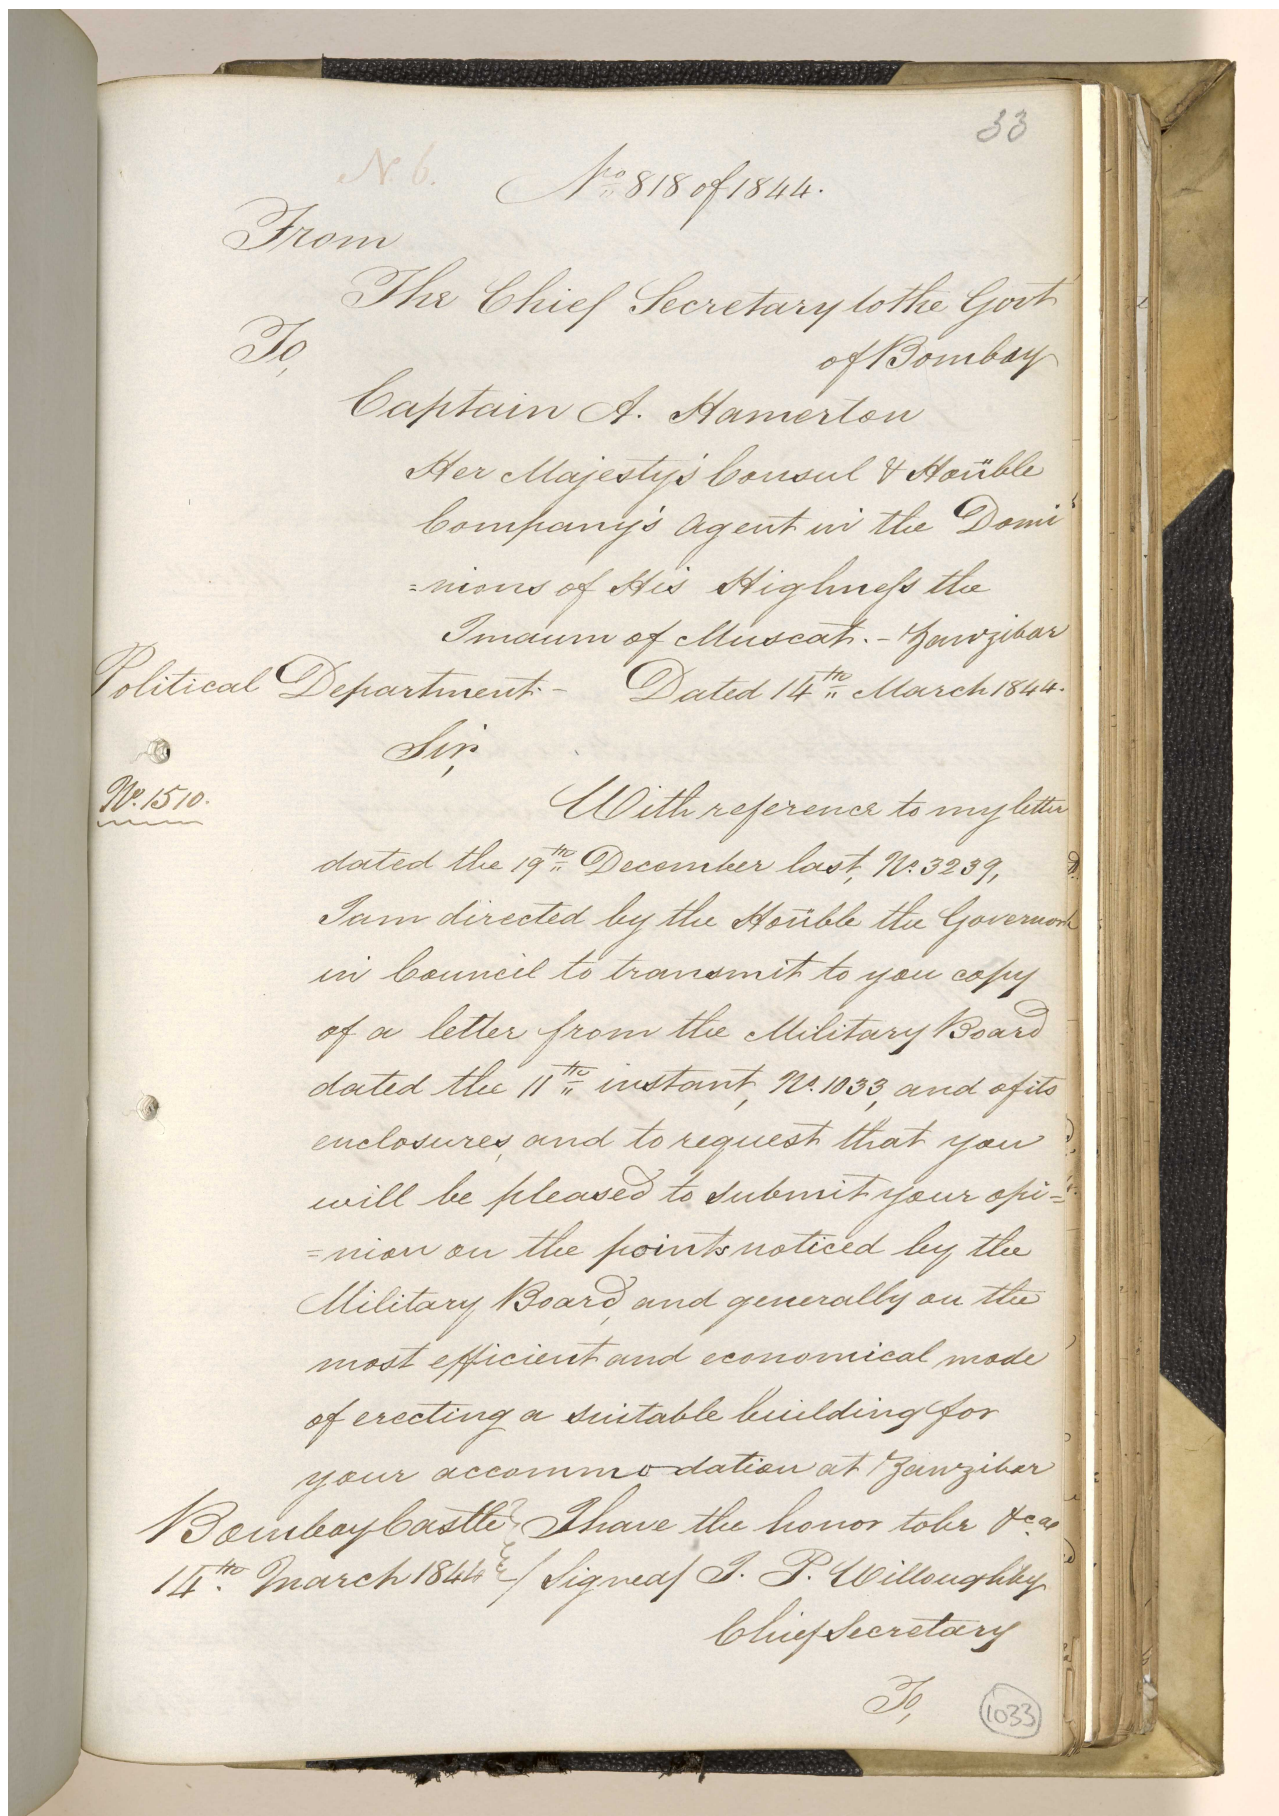 33
N. 6.
No 818 of 1844.
From
The Chief Secretary to the Govt
of Bombay
To,
Captain A. Hamerton
Her Majesty's Consul & Honble
Company's Agent in the Domi
=nions of His Highness the
Imaum of Muscat. - Zanzibar
Political Department - Dated 14th March 1844.
Sir,
No. 1510.
With reference to my letter
dated the 19th December last, No. 3239,
I am directed by the Honble the Governor
in Council to transmit to you copy
of a letter from the Military Board
dated the 11th instant, No. 1033, and of its
enclosures, and to request that you
will be pleased to submit your opi=
=nion on the points noticed by the
Military Board, and generally on the
most efficient and economical mode
of erecting a suitable building for
your accommodation at Zanzibar
Bombay Castle I have the honor to be &ca
14th March 1844 / Signed / J. P. Willoughby
Chief Secretary
To,
1033